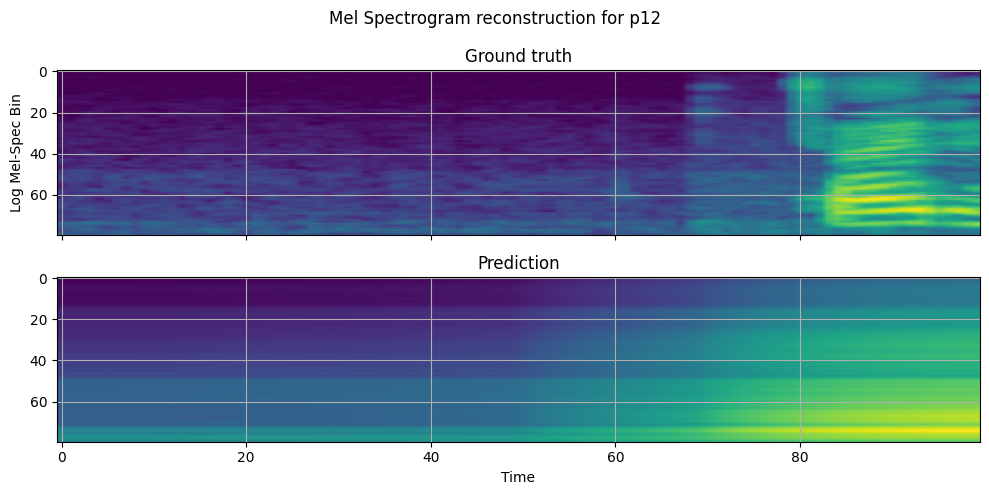 Mel Spectrogram reconstruction for p12
Ground truth
0
20
40
60
Log Mel-Spec Bin
Prediction
0
20
40
60
0 20 40 60 80
Time